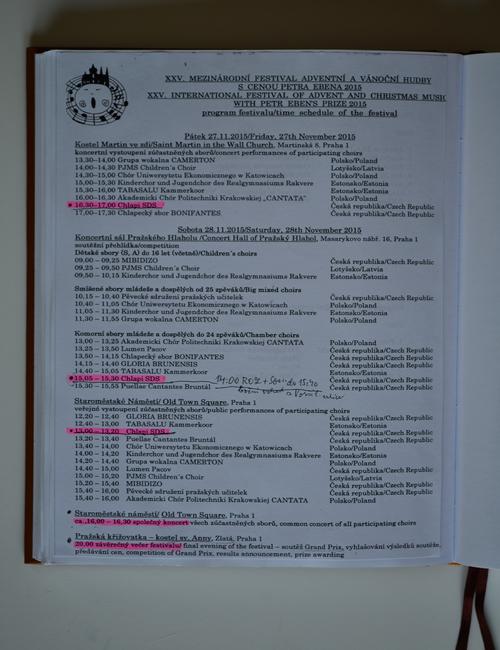 XXV. MEZINÁRODNÍ FESTIVAL ADVENTNÍ A VÁNOČNÍ HUDBY
S CENOU PETRA EBENA 2015
XXV. INTERNATIONAL FESTIVAL OF ADVENT AND CHRISTMAS MUSIC
WITH PETR EBEN'S PRIZE 2015
program festivalu/time schedule of the festival
Pátek 27.11.2015/Friday, 27th November 2015
Kostel Martin ve zdi/Saint Martin in the Wall Church, Martinská 8, Praha 1
koncertní vystoupení zúčastněných sborů/concert performances of participating choirs
13,30–14,00 Grupa wokalna CAMERTON Polsko/Poland
14,00–14,30 PJMS Children's Choir Lotyšsko/Latvia
14,30–15,00 Chór Uniwersytetu Ekonomicznego w Katowicach Polsko/Poland
15,00–15,30 Kinderchor und Jugendchor des Realgymnasiums Rakvere Estonsko/Estonia
15,30–16,00 TABASALU Kammerkoor Estonsko/Estonia
16,00–16,30 Akademicki Chór Politechniki Krakowskiej „CANTATA" Polsko/Poland
16,30–17,00 Chlapi SDS Česká republika/Czech Republic
17,00–17,30 Chlapecký sbor BONIFANTES Česká republika/Czech Republic
Sobota 28.11.2015/Saturday, 28th November 2015
Koncertní sál Pražského Hlaholu/Concert Hall of Pražský Hlahol, Masarykovo nábř. 16, Praha 1
soutěžní přehlídka/competition
Dětské sbory (S, A) do 16 let (včetně)/Children's choirs
09,00 – 09,25 MIBIDIZO Česká republika/Czech Republic
09,25 – 09,50 PJMS Children's Choir Lotyšsko/Latvia
09,50 – 10,15 Kinderchor und Jugendchor des Realgymnasiums Rakvere Estonsko/Estonia
Smíšené sbory mládeže a dospělých od 25 zpěváků/Big mixed choirs
10,15 – 10,40 Pěvecké sdružení pražských učitelek Česká republika/Czech Republic
10,40 – 11,05 Chór Uniwersytetu Ekonomicznego w Katowicach Polsko/Poland
11,05 – 11,30 Kinderchor und Jugendchor des Realgymnasiums Rakvere Estonsko/Estonia
11,30 – 11,55 Grupa wokalna CAMERTON Polsko/Poland
Komorní sbory mládeže a dospělých do 24 zpěváků/Chamber choirs
13,00 – 13,25 Akademicki Chór Politechniki Krakowskiej CANTATA Polsko/Poland
13,25 – 13,50 Lumen Pacov Česká republika/Czech Republic
13,50 – 14,15 Chlapecký sbor BONIFANTES Česká republika/Czech Republic
14,15 – 14,40 GLORIA BRUNENSIS Česká republika/Czech Republic
14,40 – 15,05 TABASALU Kammerkoor Estonsko/Estonia
15,05 – 15,30 Chlapi SDS Česká republika/Czech Republic
15,30 – 15,55 Puellae Cantantes Bruntál Česká republika/Czech Republic
14:00 do 15:40
Staroměstské Náměstí/ Old Town Square, Praha 1
veřejné vystoupení zúčastněných sborů/public performances of participating choirs
12,20 – 12,40 GLORIA BRUNENSIS Česká republika/Czech Republic
12,40 – 13,00 TABASALU Kammerkoor Estonsko/Estonia
13,00 – 13,20 Chlapi SDS Česká republika/Czech Republic
13,20 – 13,40 Puellae Cantantes Bruntál Česká republika/Czech Republic
13,40 – 14,00 Chór Uniwersytetu Ekonomicznego w Katowicach Polsko/Poland
14,00 – 14,20 Kinderchor und Jugendchor des Realgymnasiums Rakvere Estonsko/Estonia
14,20 – 14,40 Grupa wokalna CAMERTON Polsko/Poland
14,40 – 15,00 Lumen Pacov Česká republika/Czech Republic
15,00 – 15,20 PJMS Children's Choir Lotyšsko/Latvia
15,20 – 15,40 MIBIDIZO Česká republika/Czech Republic
15,40 – 16,00 Pěvecké sdružení pražských učitelek Česká republika/Czech Republic
15,40 – 16,00 Akademicki Chór Politechniki Krakowskiej CANTATA Polsko/Poland
Staroměstské náměstí/ Old Town Square, Praha 1
ca. 16,00 – 16,30 společný koncert všech zúčastněných sborů, common concert of all participating choirs
Pražská křižovatka – kostel sv. Anny, Zlatá, Praha 1
20,00 závěrečný večer festivalu/ final evening of the festival – soutěž Grand Prix, vyhlašování výsledků soutěže,
předávání cen, competition of Grand Prix, results announcement, prize awarding